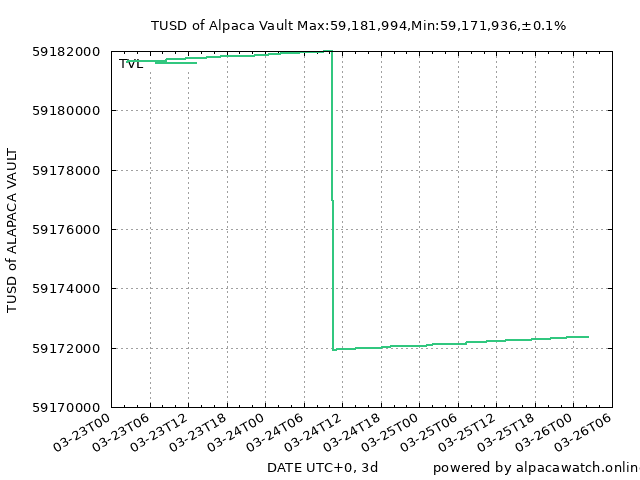 TUSD of Alpaca Vault Max:59,181,994,Min:59,171,936,±0.1%
59182000
TVL
59180000
59178000
59176000
59174000
59172000
59170000
TUSD of ALAPACA VAULT
03-23T00
03-23T06
03-23T12
03-23T18
03-24T00
03-24T06
03-24T12
03-24T18
03-25T00
03-25T06
03-25T12
03-25T18
03-26T00
03-26T06
DATE UTC+0, 3d
powered by alpacawatch.onlin